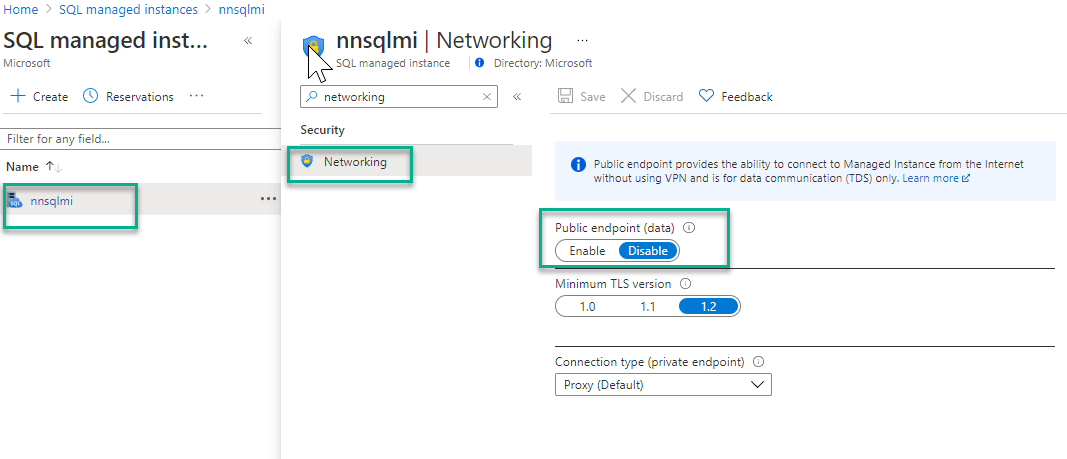 Home > SQL managed instances > nnsqlmi
SQL managed inst...
Microsoft
Create
Reservations
Filter for any field...
Name
nnsqlmi
nnsqlmi | Networking
SQL managed instance
Directory: Microsoft
networking
Security
Networking
Save
Discard
Feedback
Public endpoint provides the ability to connect to Managed Instance from the Internet
without using VPN and is for data communication (TDS) only. Learn more
Public endpoint (data)
Enable Disable
Minimum TLS version
1.0 1.1 1.2
Connection type (private endpoint)
Proxy (Default)